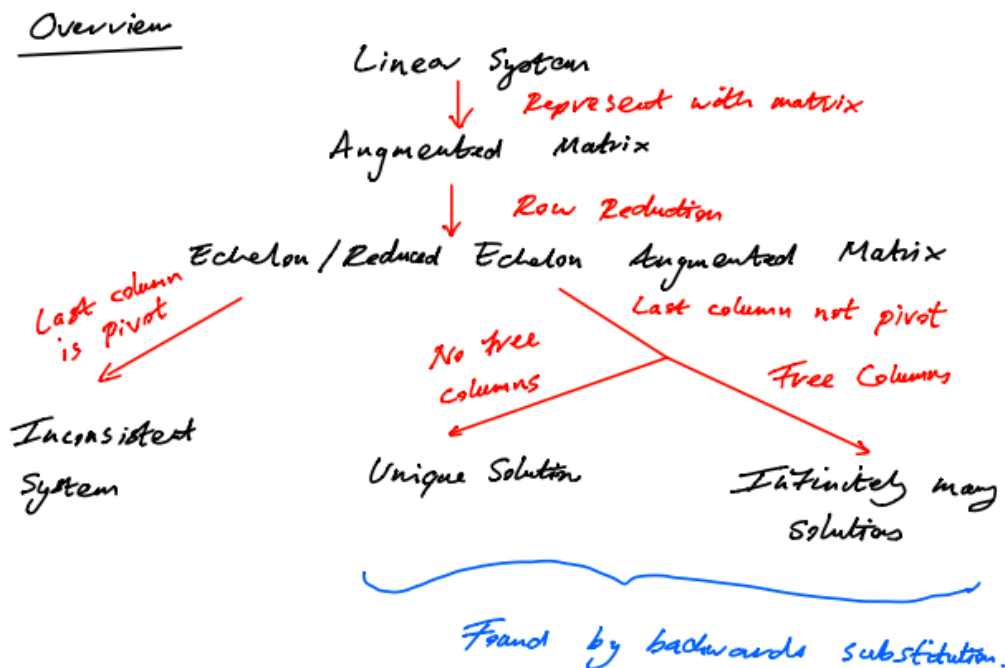 Overview
Linear System
Represent with matrix
Augmented Matrix
Row Reduction
Echelon/Reduced Echelon Augmented Matrix
Last column
is pivot
Last column not pivot
No free
columns
Free Columns
Inconsistent
System
Unique Solution
Infinitely many
solutions
Found by backwards substitution.